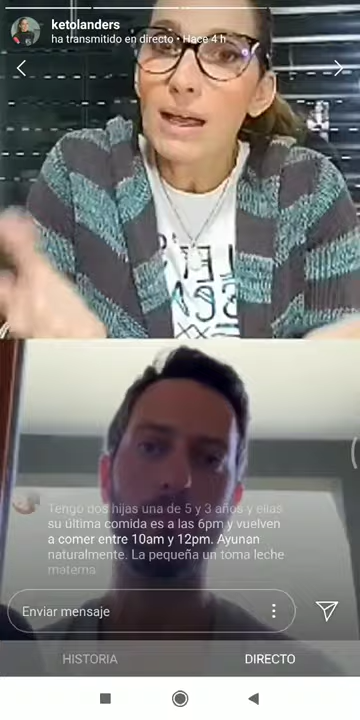 ketolanders
ha transmitido en directo • Hace 4 h
Tengo dos hijas una de 5 y 3 años y ellas
su última comida es a las 6pm y vuelven
a comer entre 10am y 12pm. Ayunan
naturalmente. La pequeña un toma leche
materna
Enviar mensaje
HISTORIA
DIRECTO